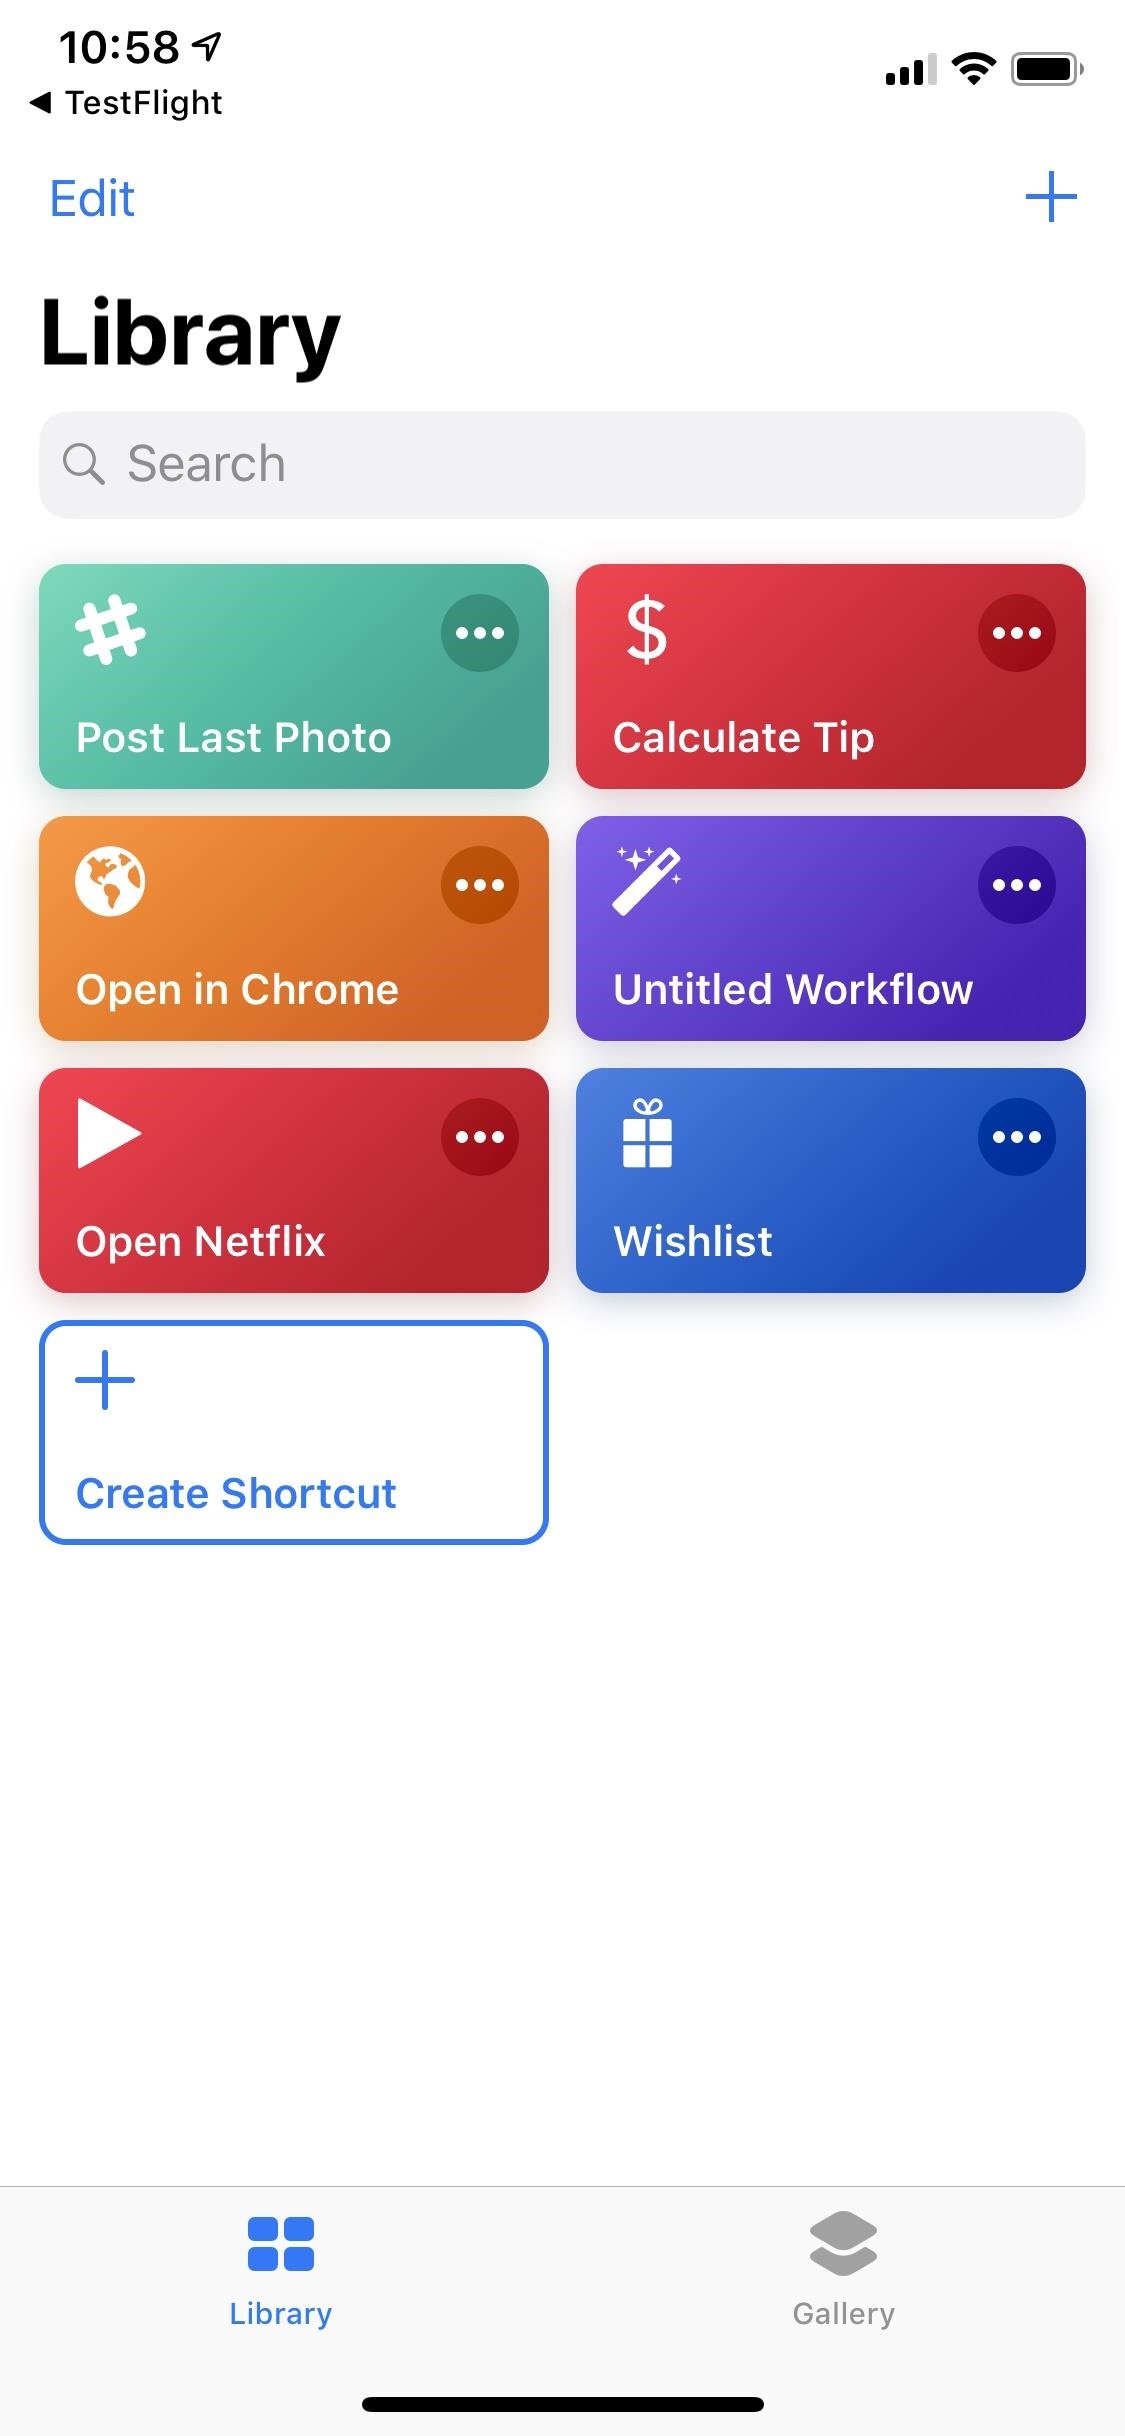 10:58
TestFlight
Edit
Library
Search
Post Last Photo
Calculate Tip
Open in Chrome
Untitled Workflow
Open Netflix
Wishlist
Create Shortcut
Library
Gallery